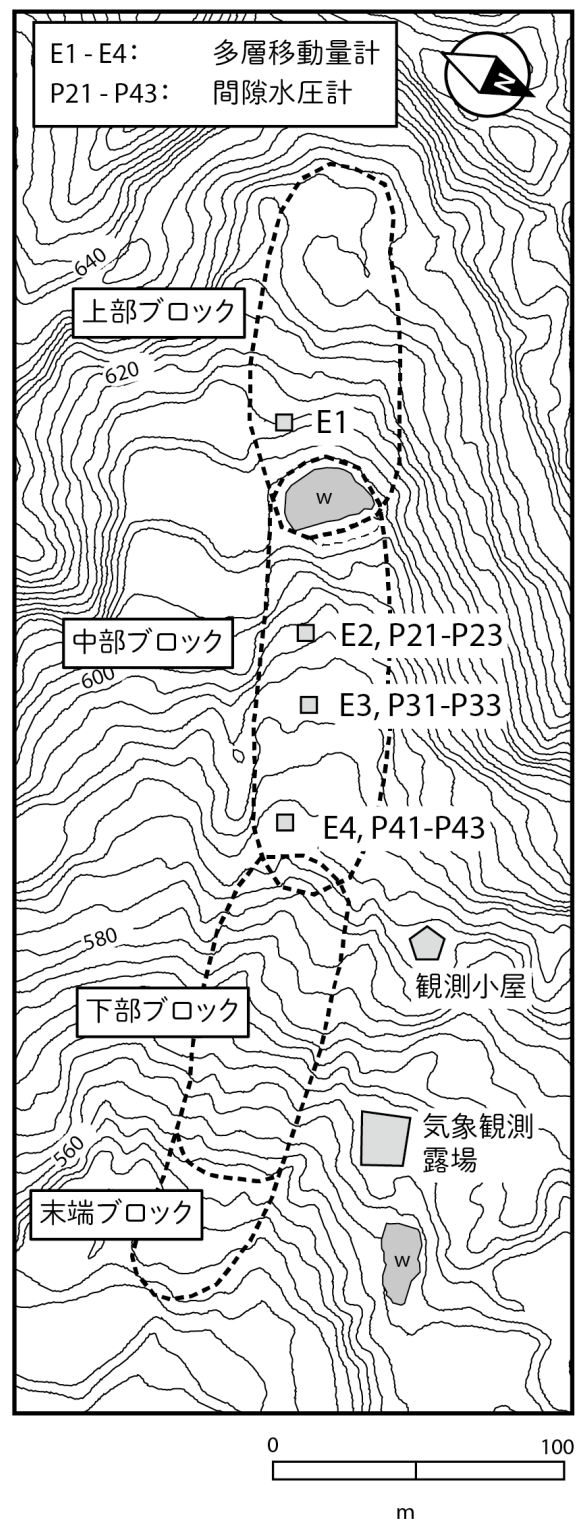 E1 - E4: 多層移動量計
P21 - P43: 間隙水圧計
N
640
上部ブロック
620
E1
w
中部ブロック
E2, P21-P23
600
E3, P31-P33
E4, P41-P43
580
観測小屋
下部ブロック
気象観測
露場
560
末端ブロック
w
0 100
m